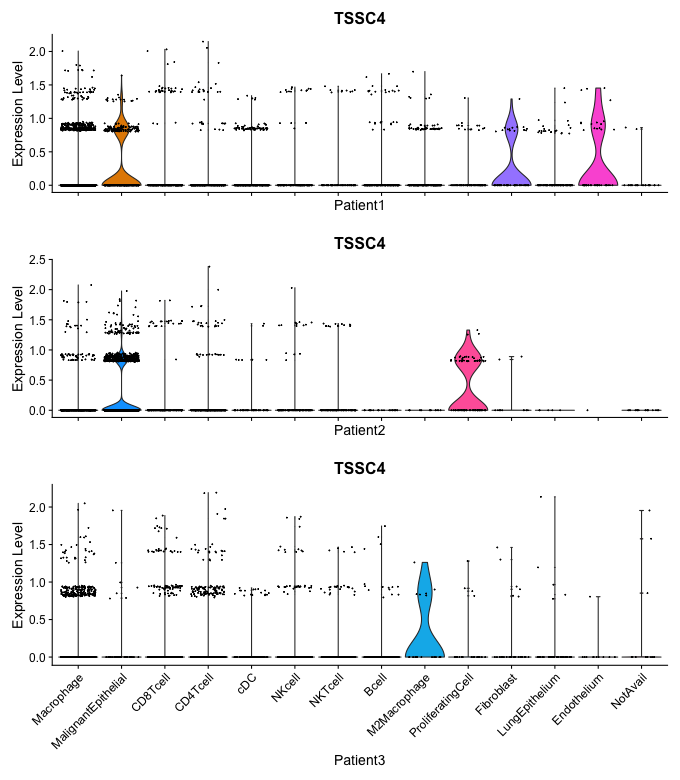 TSSC4
Expression Level
2.0
1.5
1.0
0.5
0.0
Patient1
TSSC4
Expression Level
2.5
2.0
1.5
1.0
0.5
0.0
Patient2
TSSC4
Expression Level
2.0
1.5
1.0
0.5
0.0
Macrophage
MalignantEpithelial
CD8Tcell
CD4Tcell
cDC
NKcell
NKTcell
Bcell
M2Macrophage
ProliferatingCell
Fibroblast
LungEpithelium
Endothelium
NotAvail
Patient3